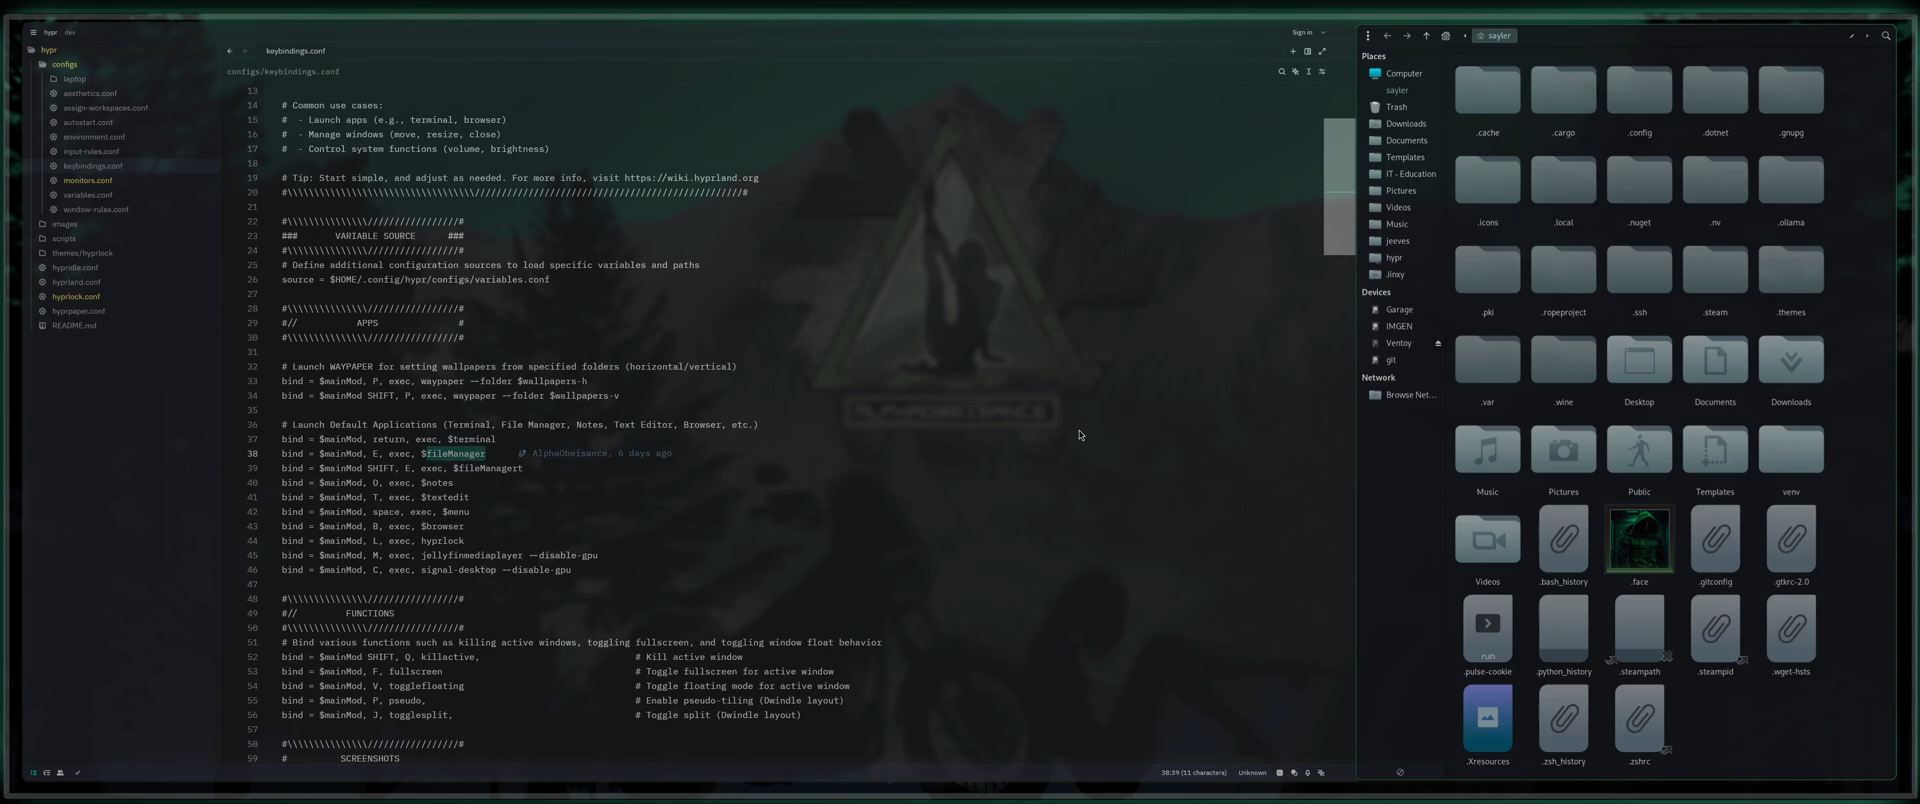 hypr dev
Sign in
hypr
configs
laptop
aesthetics.conf
assign-workspaces.conf
autostart.conf
environment.conf
input-rules.conf
keybindings.conf
monitors.conf
variables.conf
window-rules.conf
images
scripts
themes/hyprlock
hypridle.conf
hyprland.conf
hyprlock.conf
hyprpaper.conf
README.md
keybindings.conf
configs/keybindings.conf
13
14 # Common use cases:
15 #  - Launch apps (e.g., terminal, browser)
16 #  - Manage windows (move, resize, close)
17 #  - Control system functions (volume, brightness)
18
19 # Tip: Start simple, and adjust as needed. For more info, visit https://wiki.hyprland.org
20 #\\\\\\\\\\\\\\\\\\\\\\\\\\\\\\\\\\\//////////////////////////////////////////////////#
21
22 #\\\\\\\\\\\\\\\/////////////////#
23 ###       VARIABLE SOURCE      ###
24 #\\\\\\\\\\\\\\\/////////////////#
25 # Define additional configuration sources to load specific variables and paths
26 source = $HOME/.config/hypr/configs/variables.conf
27
28 #\\\\\\\\\\\\\\\/////////////////#
29 #//           APPS               #
30 #\\\\\\\\\\\\\\\/////////////////#
31
32 # Launch WAYPAPER for setting wallpapers from specified folders (horizontal/vertical)
33 bind = $mainMod, P, exec, waypaper --folder $wallpapers-h
34 bind = $mainMod SHIFT, P, exec, waypaper --folder $wallpapers-v
35
36 # Launch Default Applications (Terminal, File Manager, Notes, Text Editor, Browser, etc.)
37 bind = $mainMod, return, exec, $terminal
38 bind = $mainMod, E, exec, $fileManager AlphaObeisance, 6 days ago
39 bind = $mainMod SHIFT, E, exec, $fileManagert
40 bind = $mainMod, O, exec, $notes
41 bind = $mainMod, T, exec, $textedit
42 bind = $mainMod, space, exec, $menu
43 bind = $mainMod, B, exec, $browser
44 bind = $mainMod, L, exec, hyprlock
45 bind = $mainMod, M, exec, jellyfinmediaplayer --disable-gpu
46 bind = $mainMod, C, exec, signal-desktop --disable-gpu
47
48 #\\\\\\\\\\\\\\\/////////////////#
49 #//         FUNCTIONS
50 #\\\\\\\\\\\\\\\/////////////////#
51 # Bind various functions such as killing active windows, toggling fullscreen, and toggling window float behavior
52 bind = $mainMod SHIFT, Q, killactive, # Kill active window
53 bind = $mainMod, F, fullscreen # Toggle fullscreen for active window
54 bind = $mainMod, V, togglefloating # Toggle floating mode for active window
55 bind = $mainMod, P, pseudo, # Enable pseudo-tiling (Dwindle layout)
56 bind = $mainMod, J, togglesplit, # Toggle split (Dwindle layout)
57
58 #\\\\\\\\\\\\\\\/////////////////#
59 #        SCREENSHOTS
ALPHAOBEISANCE
38:39 (11 characters) Unknown
sayler
Places
Computer
sayler
Trash
Downloads
Documents
Templates
IT - Education
Pictures
Videos
Music
jeeves
hypr
Jinxy
Devices
Garage
IMGEN
Ventoy
git
Network
Browse Net...
.cache .cargo .config .dotnet .gnupg
.icons .local .nuget .nv .ollama
.pki .ropeproject .ssh .steam .themes
.var .wine Desktop Documents Downloads
Music Pictures Public Templates venv
Videos .bash_history .face .gitconfig .gtkrc-2.0
run
.pulse-cookie .python_history .steampath .steampid .wget-hsts
.Xresources .zsh_history .zshrc